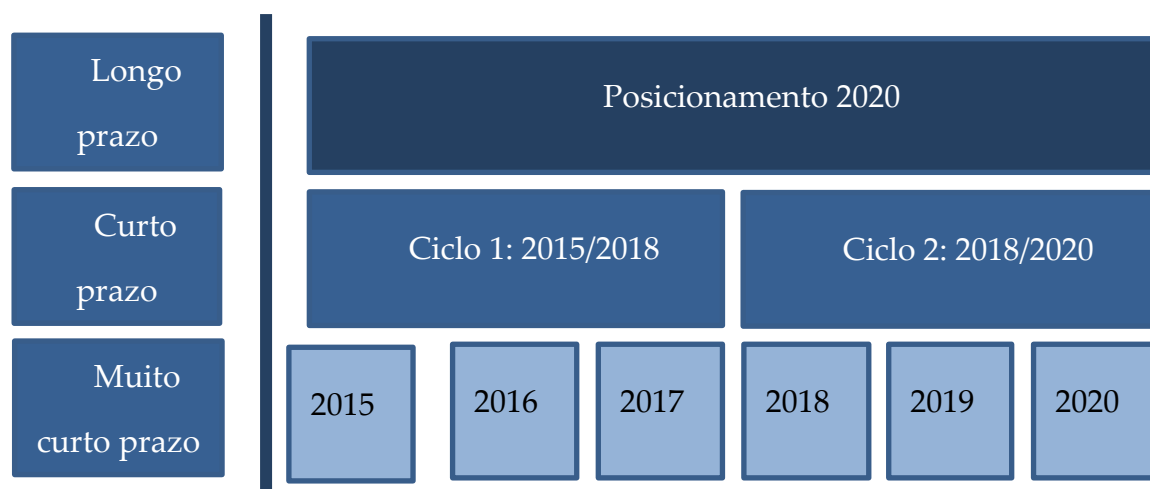 Longo
prazo
Posicionamento 2020
Curto
prazo
Ciclo 1: 2015/2018
Ciclo 2: 2018/2020
Muito
curto prazo
2015
2016
2017
2018
2019
2020